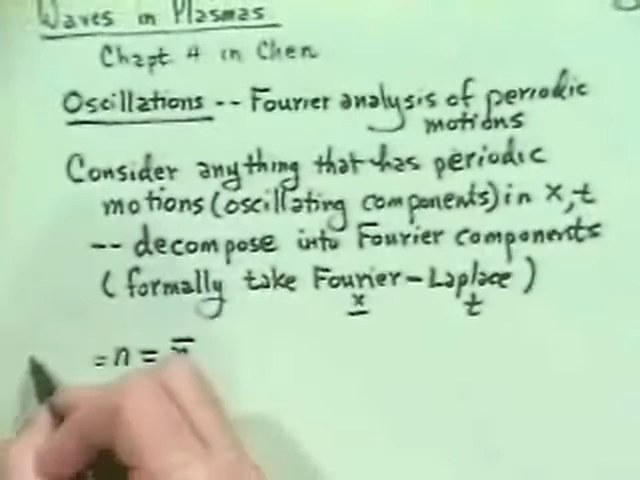 Waves in Plasmas
Chapt 4 in Chen
Oscillations -- Fourier analysis of periodic
motions
Consider anything that has periodic
motions (oscillating components) in x, t
-- decompose into Fourier components
(formally take Fourier-Laplace)
x t
= n =